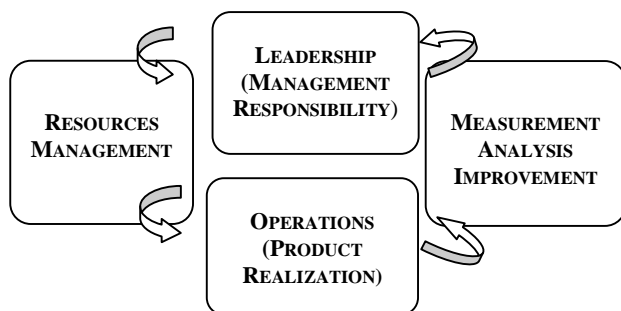 LEADERSHIP
(MANAGEMENT
RESPONSIBILITY)
RESOURCES
MANAGEMENT
MEASUREMENT
ANALYSIS
IMPROVEMENT
OPERATIONS
(PRODUCT
REALIZATION)